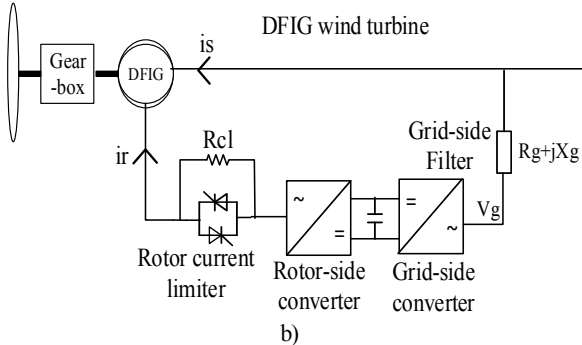 DFIG wind turbine
is
Gear
-box
DFIG
Grid-side
Filter
Rg+jXg
ir
Rcl
~
=
=
~
Vg
Rotor current
limiter
Rotor-side
converter
Grid-side
converter
b)